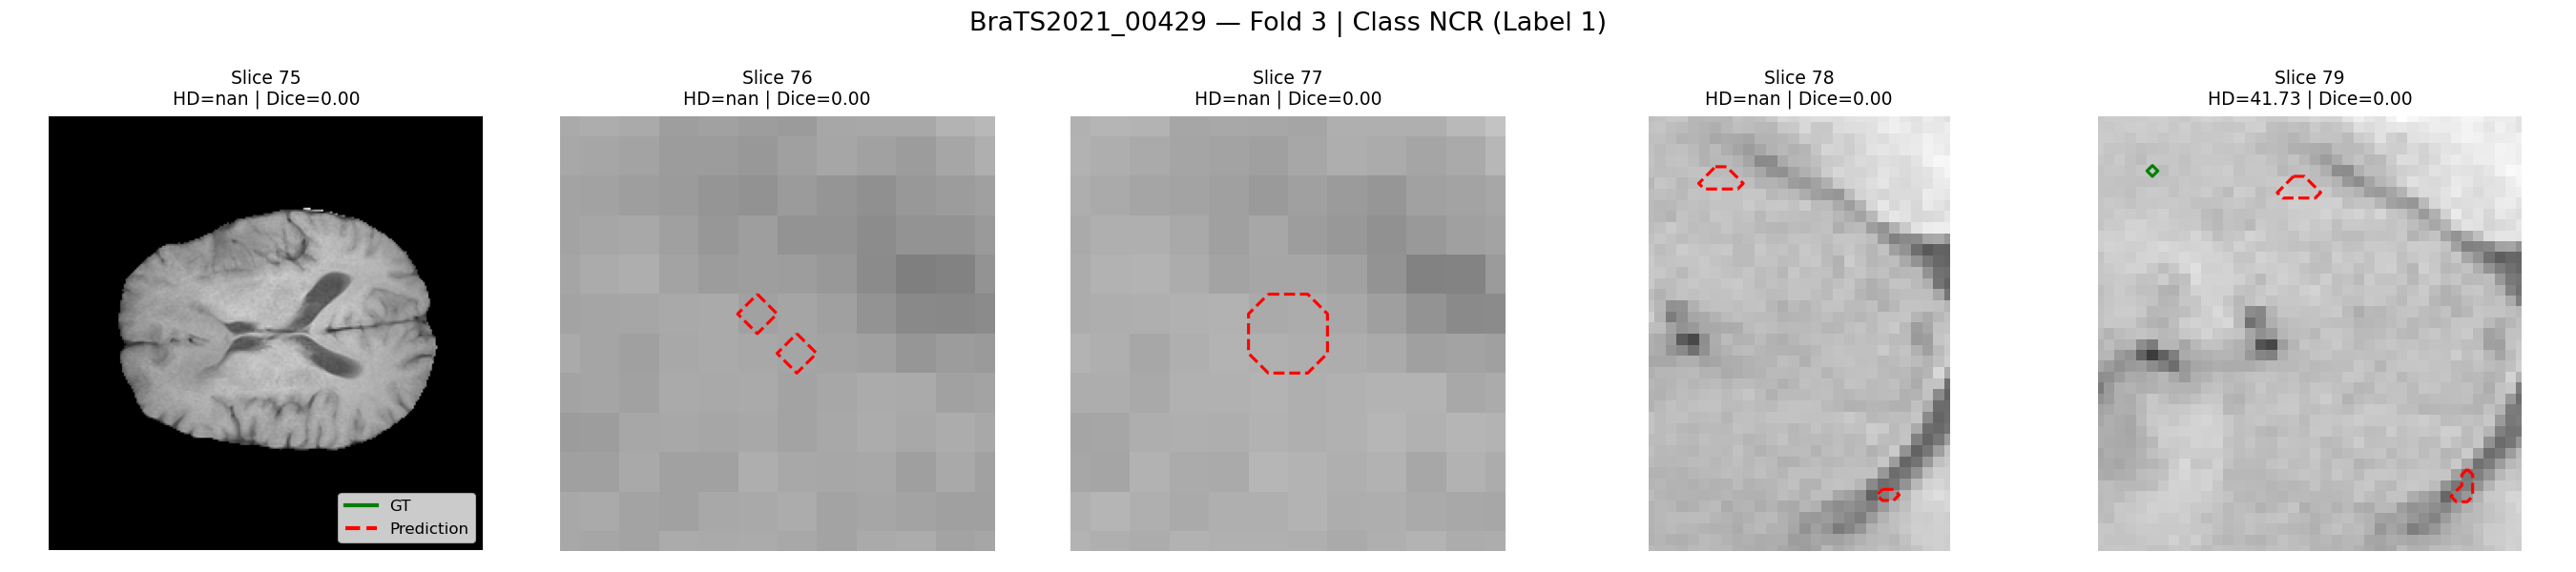 BraTS2021_00429 — Fold 3 | Class NCR (Label 1)
Slice 75
HD=nan | Dice=0.00
Slice 76
HD=nan | Dice=0.00
Slice 77
HD=nan | Dice=0.00
Slice 78
HD=nan | Dice=0.00
Slice 79
HD=41.73 | Dice=0.00
GT
Prediction